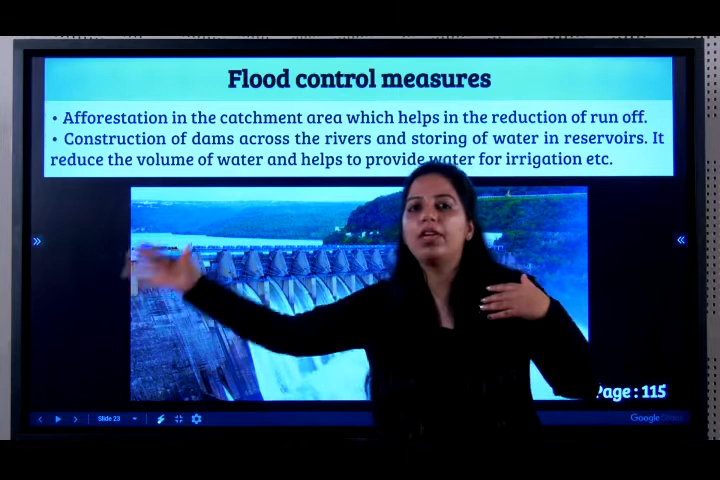 Flood control measures
• Afforestation in the catchment area which helps in the reduction of run off.
• Construction of dams across the rivers and storing of water in reservoirs. It
reduce the volume of water and helps to provide water for irrigation etc.
Page : 115
Slide 23
Google Slides